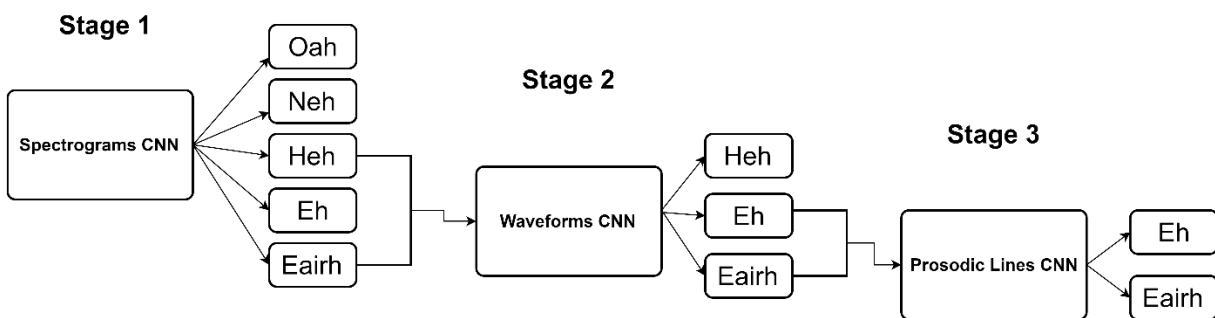 Stage 1
Spectrograms CNN
Oah
Neh
Heh
Eh
Eairh
Stage 2
Waveforms CNN
Heh
Eh
Eairh
Stage 3
Prosodic Lines CNN
Eh
Eairh